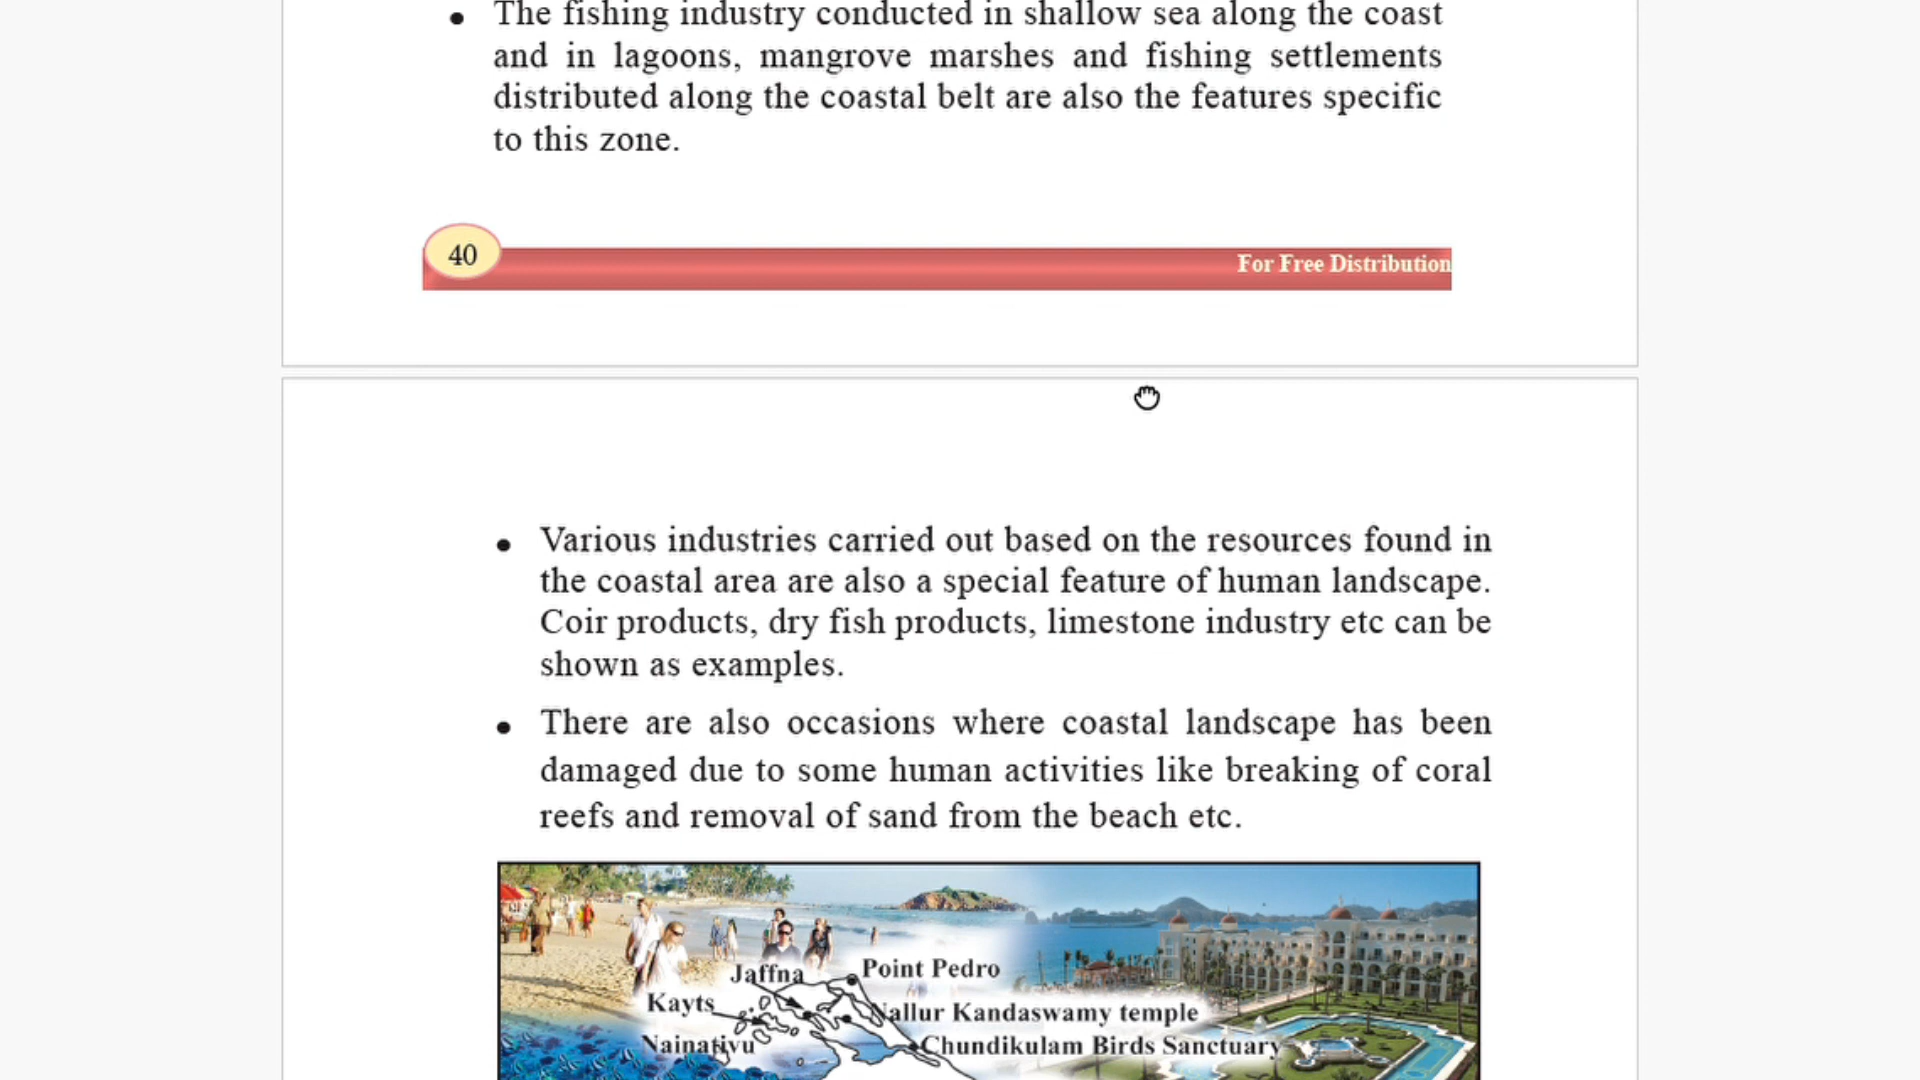 • The fishing industry conducted in shallow sea along the coast
and in lagoons, mangrove marshes and fishing settlements
distributed along the coastal belt are also the features specific
to this zone.
40
For Free Distribution
• Various industries carried out based on the resources found in
the coastal area are also a special feature of human landscape.
Coir products, dry fish products, limestone industry etc can be
shown as examples.
• There are also occasions where coastal landscape has been
damaged due to some human activities like breaking of coral
reefs and removal of sand from the beach etc.
Jaffna
Point Pedro
Kayts
Nallur Kandaswamy temple
Nainativu
Chundikulam Birds Sanctuary